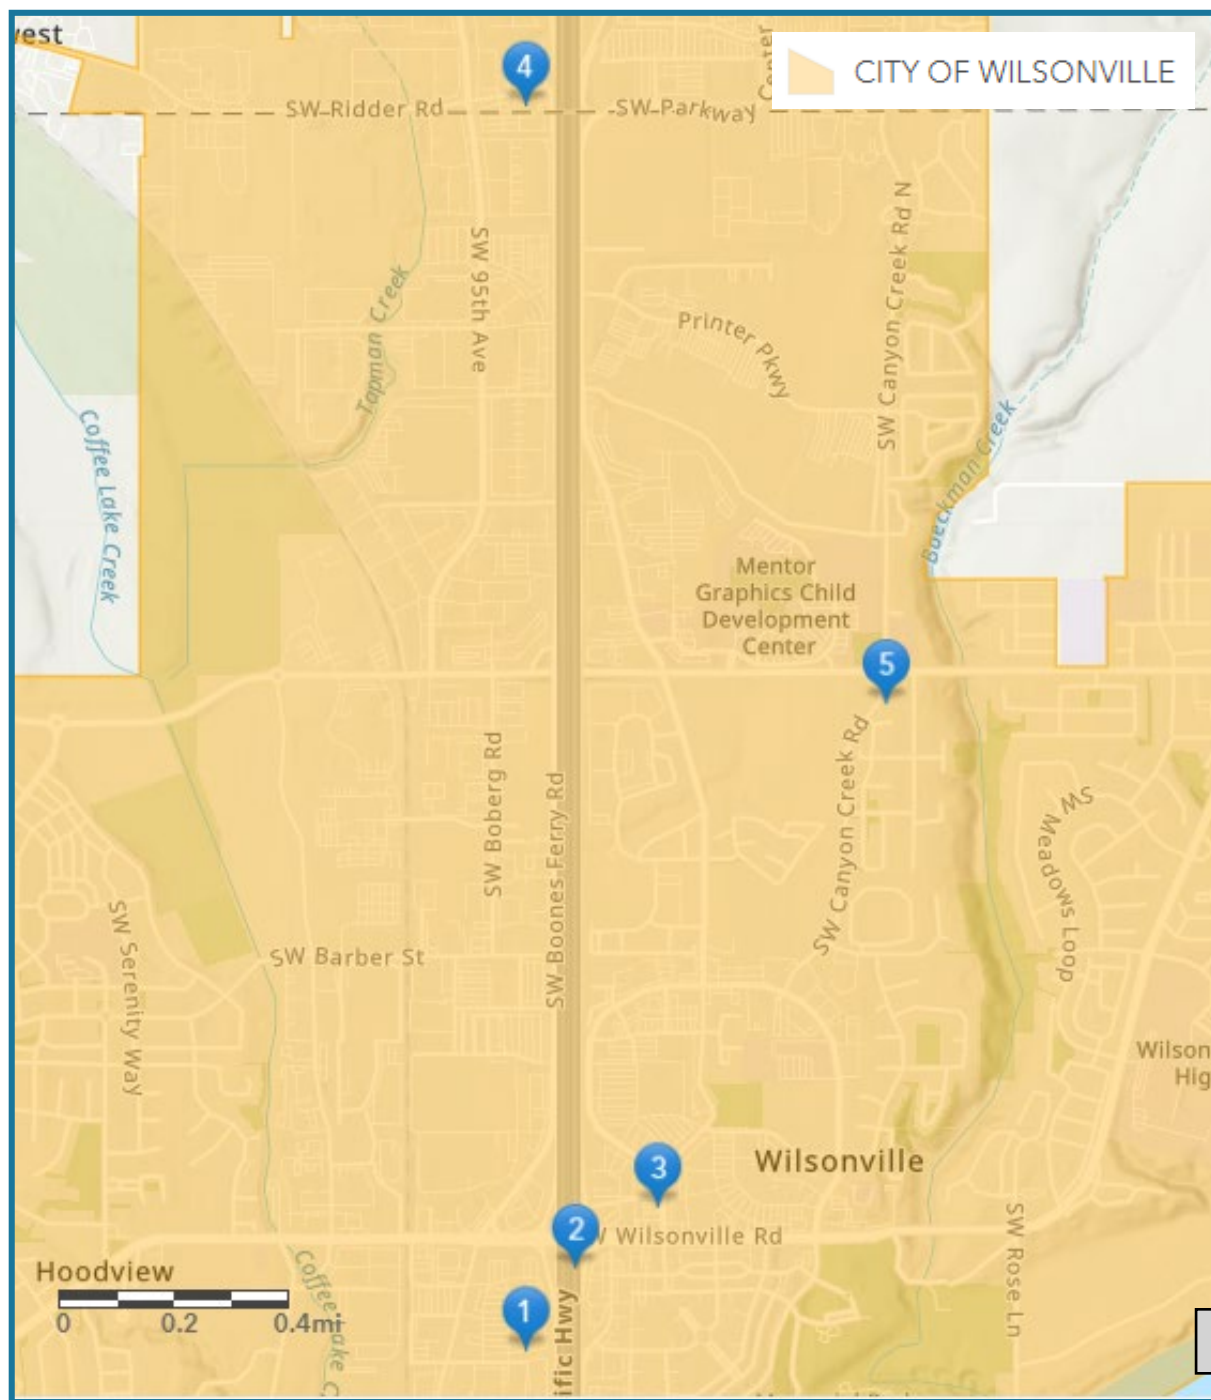 est
4
CITY OF WILSONVILLE
SW Ridder Rd
SW Parkway Center
SW Canyon Creek Rd N
SW 95th Ave
Tapman Creek
Printer Pkwy
Coffee Lake Creek
Boeckman Creek
Mentor
Graphics Child
Development
Center
5
SW Canyon Creek Rd
SW Boberg Rd
SW Boones Ferry Rd
SW Meadows Loop
SW Serenity Way
SW Barber St
Wilson
Hig
3
Wilsonville
2
W Wilsonville Rd
SW Rose Ln
Hoodview
Coffee Lake C
1
0 0.2 0.4mi
ific Hwy